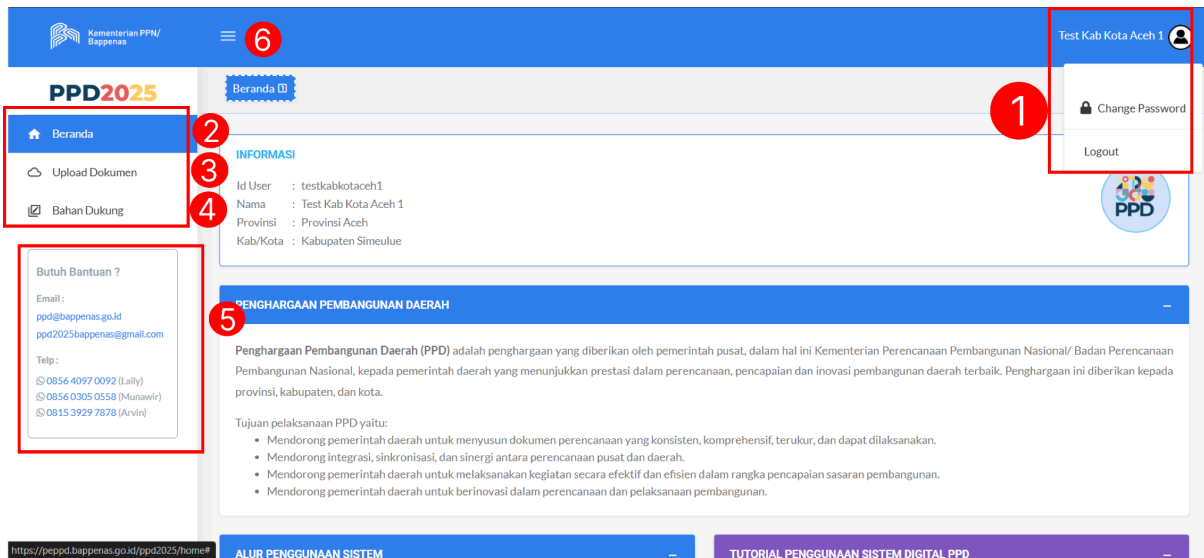 Kementerian PPN/
Bappenas
6
Test Kab Kota Aceh 1
1
Change Password
Logout
PPD2025
Beranda
2
Upload Dokumen
3
Bahan Dukung
4
Butuh Bantuan ?
Email :
ppd@bappenas.go.id
ppd2025bappenas@gmail.com
Telp :
0856 4097 0092 (Laily)
0856 0305 0558 (Munawir)
0815 3929 7878 (Arvin)
5
Beranda 1
INFORMASI
Id User : testkabkotaceh1
Nama : Test Kab Kota Aceh 1
Provinsi : Provinsi Aceh
Kab/Kota : Kabupaten Simeulue
PPD
PENGHARGAAN PEMBANGUNAN DAERAH
Penghargaan Pembangunan Daerah (PPD) adalah penghargaan yang diberikan oleh pemerintah pusat, dalam hal ini Kementerian Perencanaan Pembangunan Nasional/ Badan Perencanaan
Pembangunan Nasional, kepada pemerintah daerah yang menunjukkan prestasi dalam perencanaan, pencapaian dan inovasi pembangunan daerah terbaik. Penghargaan ini diberikan kepada
provinsi, kabupaten, dan kota.
Tujuan pelaksanaan PPD yaitu:
• Mendorong pemerintah daerah untuk menyusun dokumen perencanaan yang konsisten, komprehensif, terukur, dan dapat dilaksanakan.
• Mendorong integrasi, sinkronisasi, dan sinergi antara perencanaan pusat dan daerah.
• Mendorong pemerintah daerah untuk melaksanakan kegiatan secara efektif dan efisien dalam rangka pencapaian sasaran pembangunan.
• Mendorong pemerintah daerah untuk berinovasi dalam perencanaan dan pelaksanaan pembangunan.
https://peppd.bappenas.go.id/ppd2025/home#
ALUR PENGGUNAAN SISTEM
TUTORIAL PENGGUNAAN SISTEM DIGITAL PPD